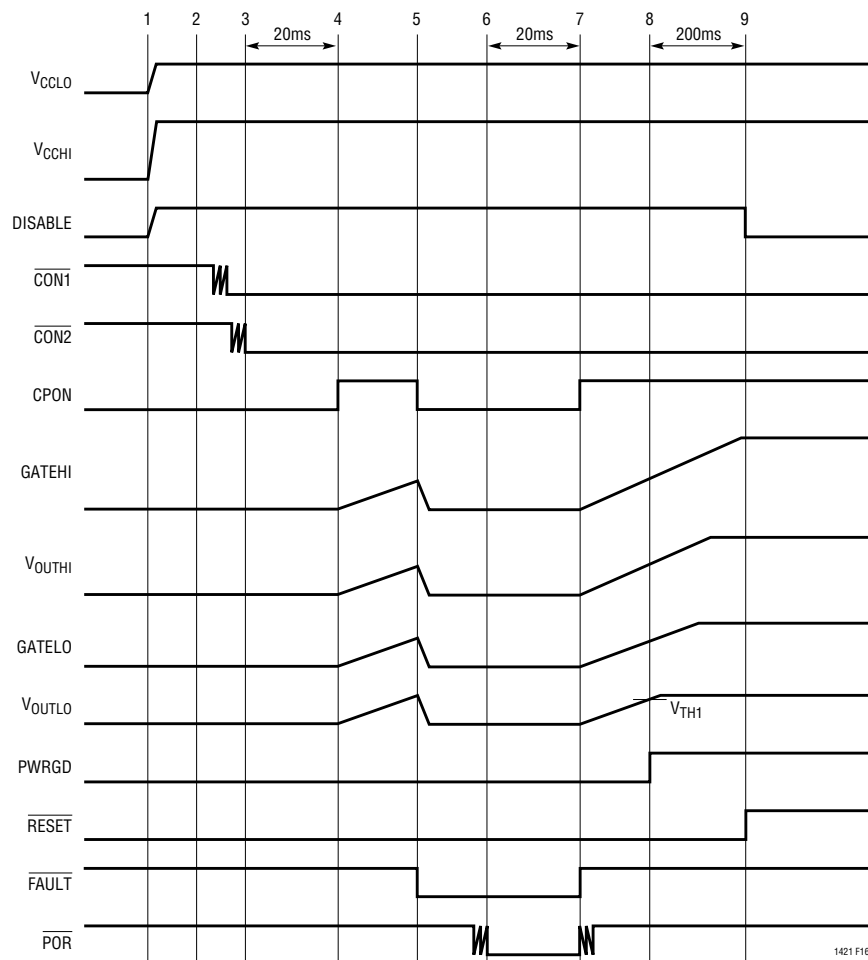 1 2 3 4 5 6 7 8 9
20ms 20ms 200ms
VCCLO
VCCHI
DISABLE
CON1
CON2
CPON
GATEHI
VOUTHI
GATELO
VOUTLO
VTH1
PWRGD
RESET
FAULT
POR
1421 F16